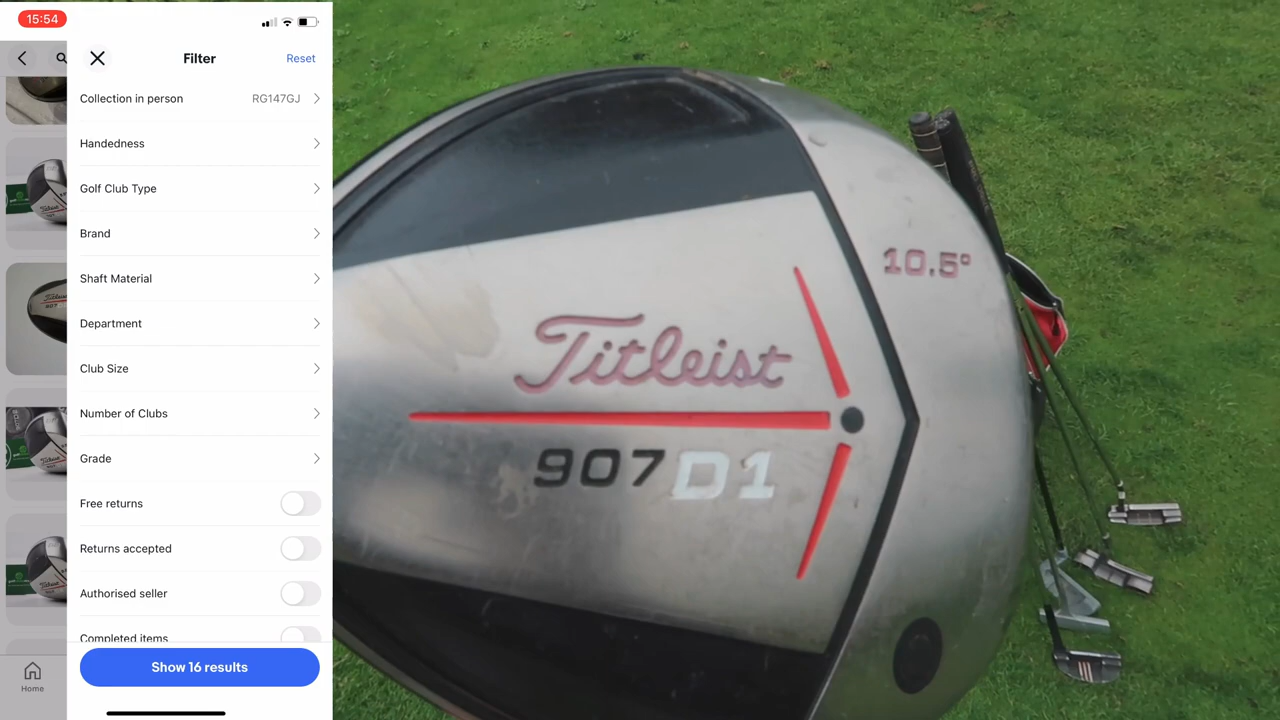 15:54
Filter
Reset
Collection in person RG147GJ
Handedness
Golf Club Type
Brand
Shaft Material
Department
Club Size
Number of Clubs
Grade
Free returns
Returns accepted
Authorised seller
Completed items
Show 16 results
Home
10.5°
Titleist
907 D1